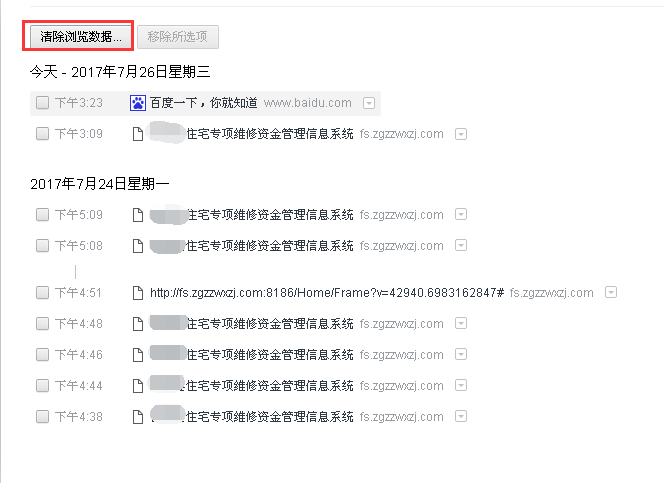 清除浏览数据... 移除所选项
今天 - 2017年7月26日星期三
下午3:23 百度一下，你就知道 www.baidu.com
下午3:09 住宅专项维修资金管理信息系统 fs.zgzzwxzj.com
2017年7月24日星期一
下午5:09 住宅专项维修资金管理信息系统 fs.zgzzwxzj.com
下午5:08 住宅专项维修资金管理信息系统 fs.zgzzwxzj.com
下午4:51 http://fs.zgzzwxzj.com:8186/Home/Frame?v=42940.6983162847# fs.zgzzwxzj.com
下午4:48 住宅专项维修资金管理信息系统 fs.zgzzwxzj.com
下午4:46 住宅专项维修资金管理信息系统 fs.zgzzwxzj.com
下午4:44 住宅专项维修资金管理信息系统 fs.zgzzwxzj.com
下午4:38 住宅专项维修资金管理信息系统 fs.zgzzwxzj.com